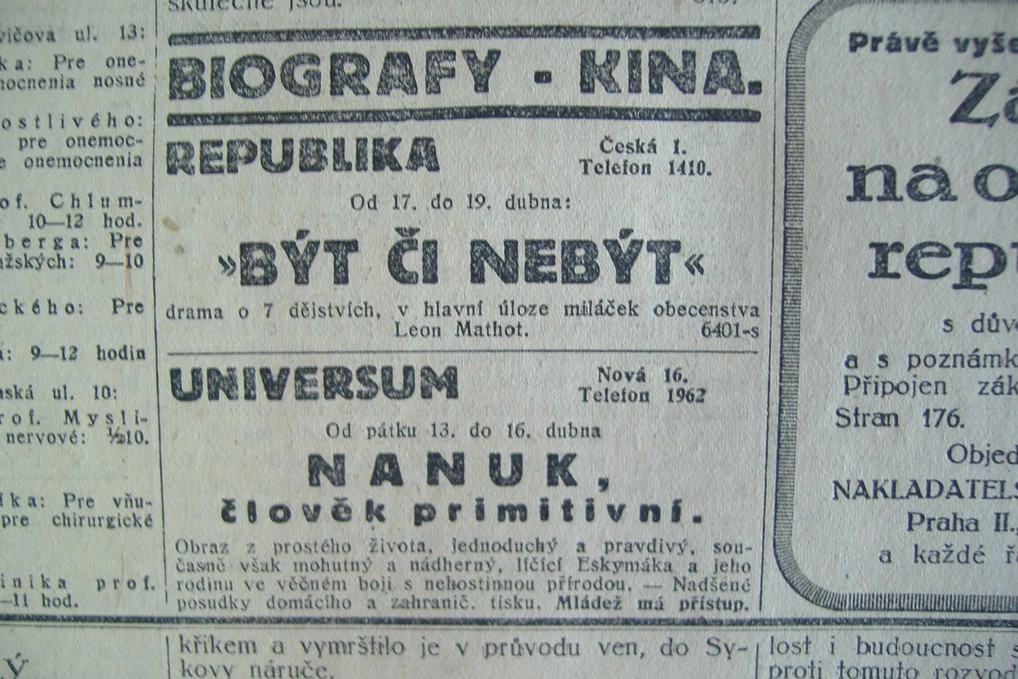 skutečně jsou.
vičova ul. 13:
ka: Pre one-
nosné
ostlivého:
pre onemoc-
e onemocnenia
of. Chlum-
10—12 hod.
berga: Pre
9—10
ckého: Pre
9—12 hodin
ul. 10:
rof. Mysli-
nervové: ½10.
ika: Pre vňu-
pre chirurgické
inika prof.
—11 hod.
BIOGRAFY - KINA.
REPUBLIKA
Česká 1.
Telefon 1410.
Od 17. do 19. dubna:
»BÝT ČI NEBÝT«
drama o 7 dějstvích, v hlavní úloze miláček obecenstva
Leon Mathot. 6401-s
UNIVERSUM
Nová 16.
Telefon 1962
Od pátku 13. do 16. dubna
NANUK,
člověk primitivní.
Obraz z prostého života, jednoduchý a pravdivý, sou-
časně však mohutný a nádherný, líčící Eskymáka a jeho
rodinu ve věčném boji s nehostinnou přírodou. — Nadšené
posudky domácího a zahranič. tisku. Mládež má přístup.
křikem a vymrštilo je v průvodu ven, do Sy-
kovy náruče.
Právě vyše
Zá
na o
repu
s dův
a s poznámk
Připojen zák
Stran 176.
Objed
NAKLADATELS
Praha II.,
a každé ř
lost i budoucnost s
proti tomuto rozvod